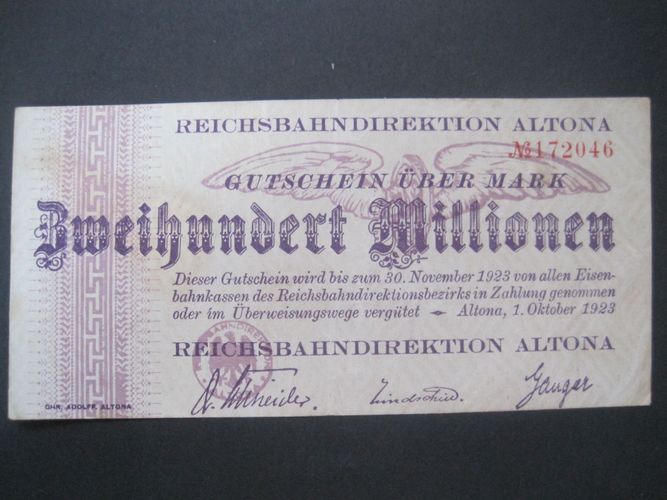 REICHSBAHNDIREKTION ALTONA
№172046
GUTSCHEIN ÜBER MARK
Zweihundert Millionen
Dieser Gutschein wird bis zum 30. November 1923 von allen Eisen-
bahnkassen des Reichsbahndirektionsbezirks in Zahlung genommen
oder im Überweisungswege vergütet Altona, 1. Oktober 1923
REICHSBAHNDIREKTION ALTONA
CHR. ADOLFF, ALTONA